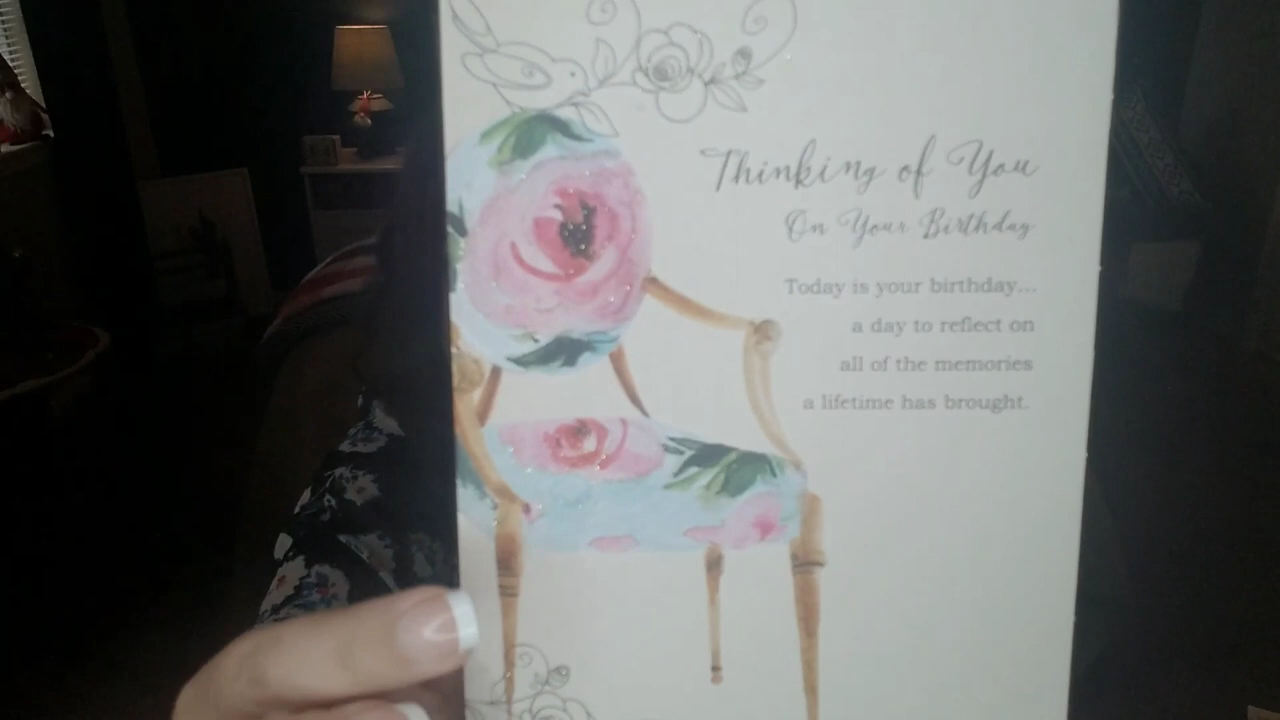 Thinking of You
On Your Birthday
Today is your birthday...
a day to reflect on
all of the memories
a lifetime has brought.